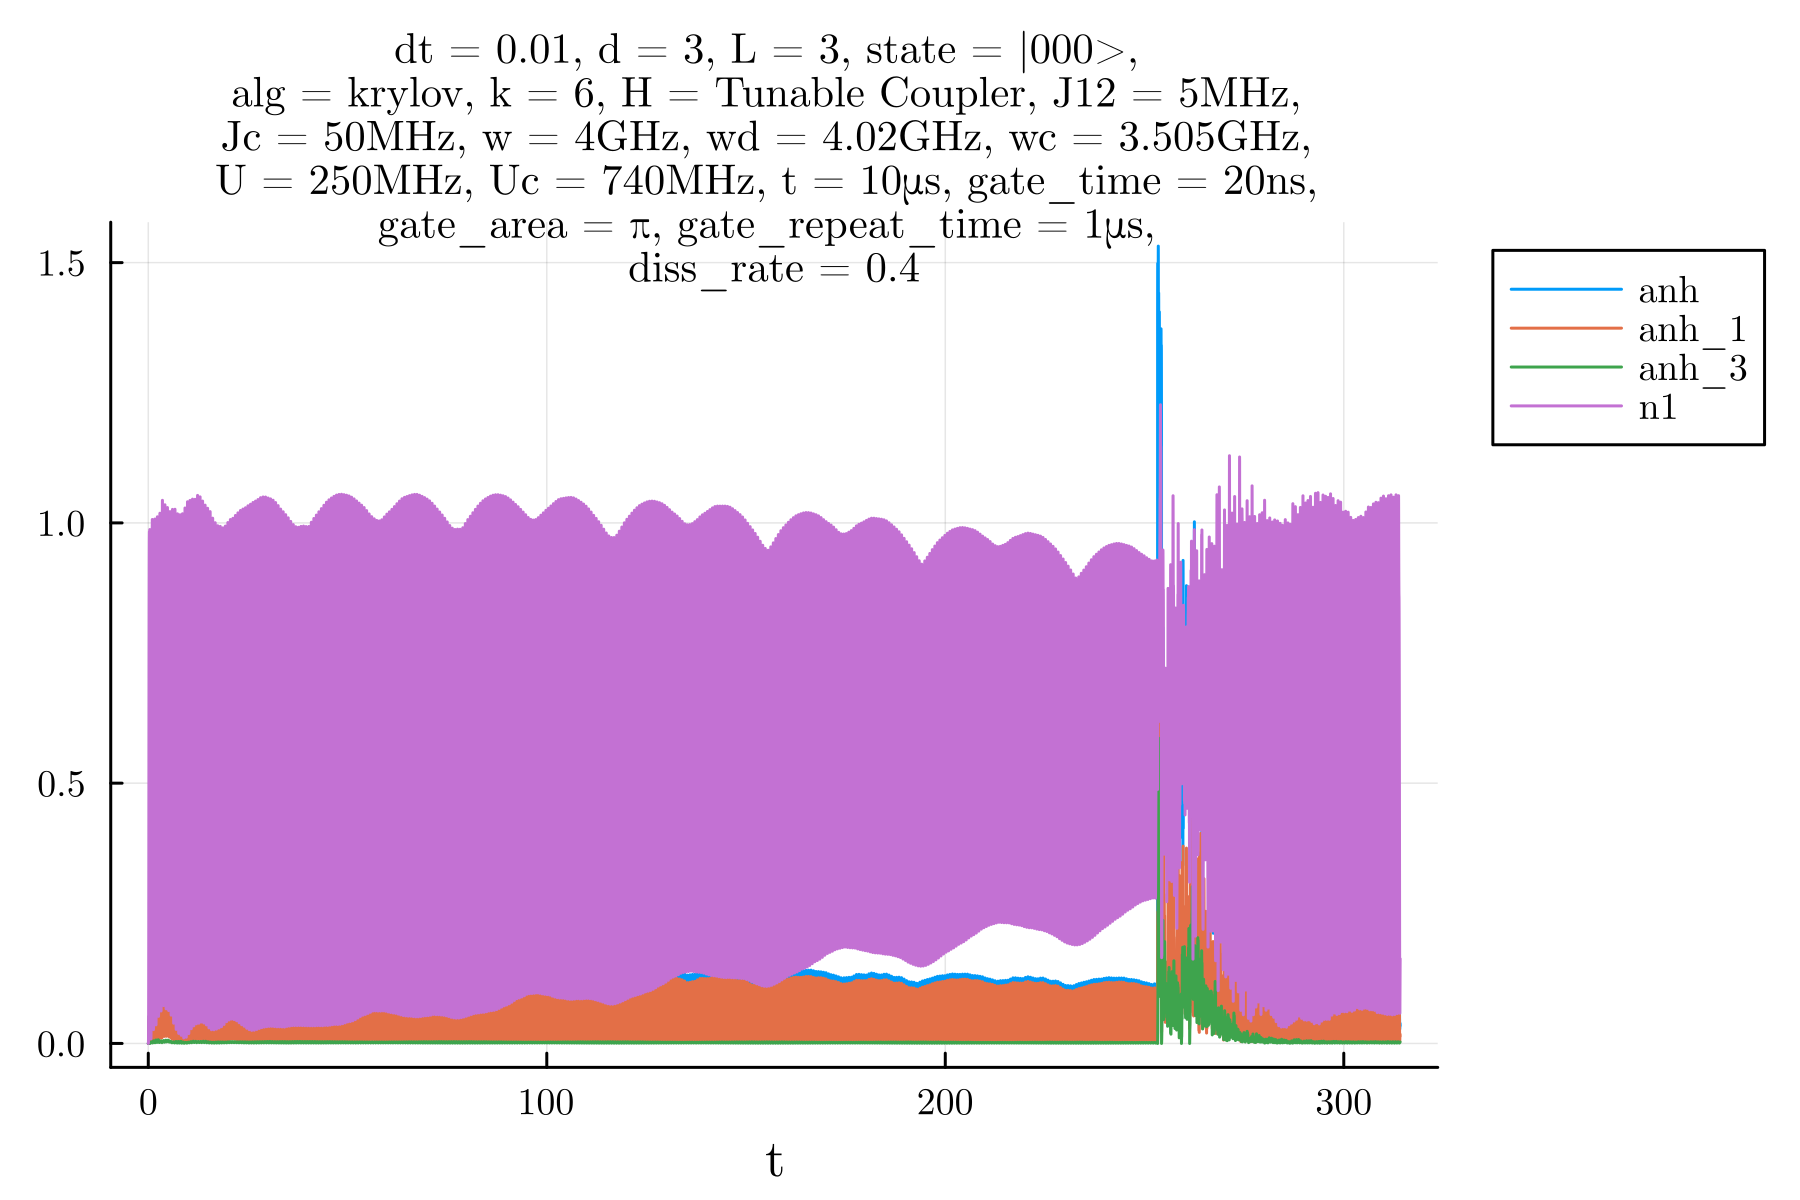 dt = 0.01, d = 3, L = 3, state = |000>,
alg = krylov, k = 6, H = Tunable Coupler, J12 = 5MHz,
Jc = 50MHz, w = 4GHz, wd = 4.02GHz, wc = 3.505GHz,
U = 250MHz, Uc = 740MHz, t = 10μs, gate_time = 20ns,
gate_area = π, gate_repeat_time = 1μs,
diss_rate = 0.4
1.5
1.0
0.5
0.0
0
100
200
300
t
anh
anh_1
anh_3
n1